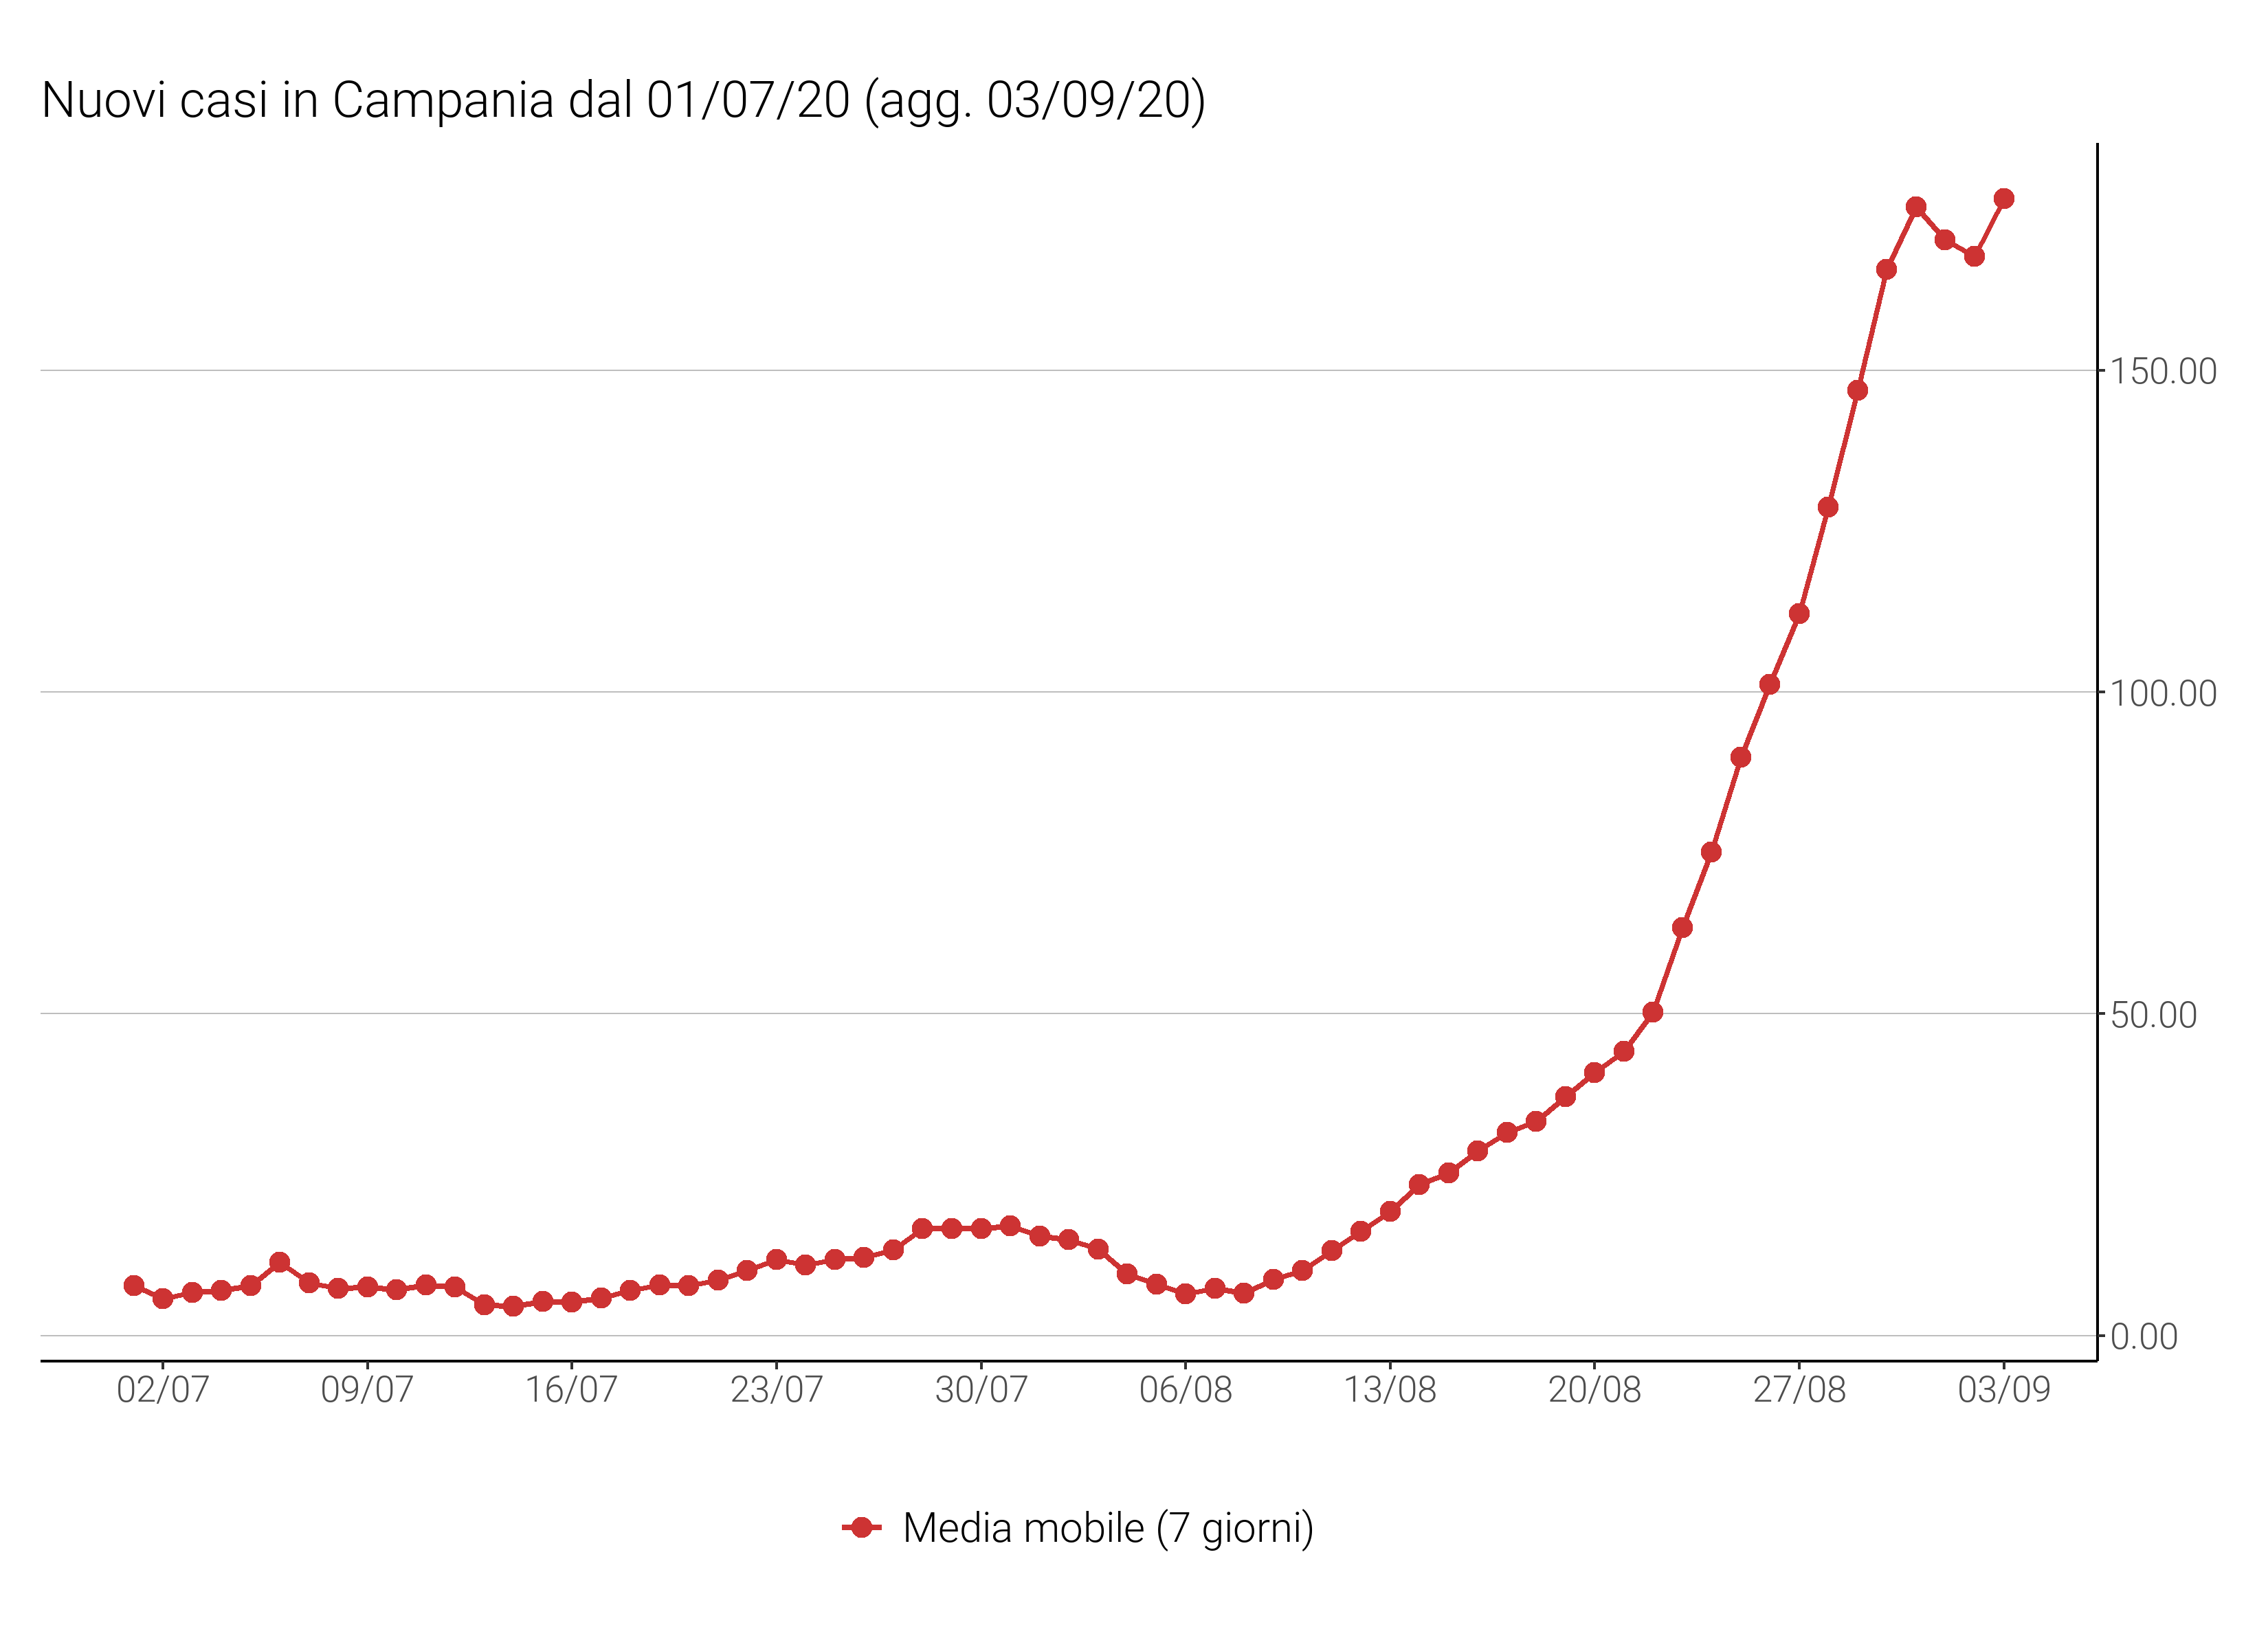 Nuovi casi in Campania dal 01/07/20 (agg. 03/09/20)
150.00
100.00
50.00
0.00
02/07 09/07 16/07 23/07 30/07 06/08 13/08 20/08 27/08 03/09
Media mobile (7 giorni)